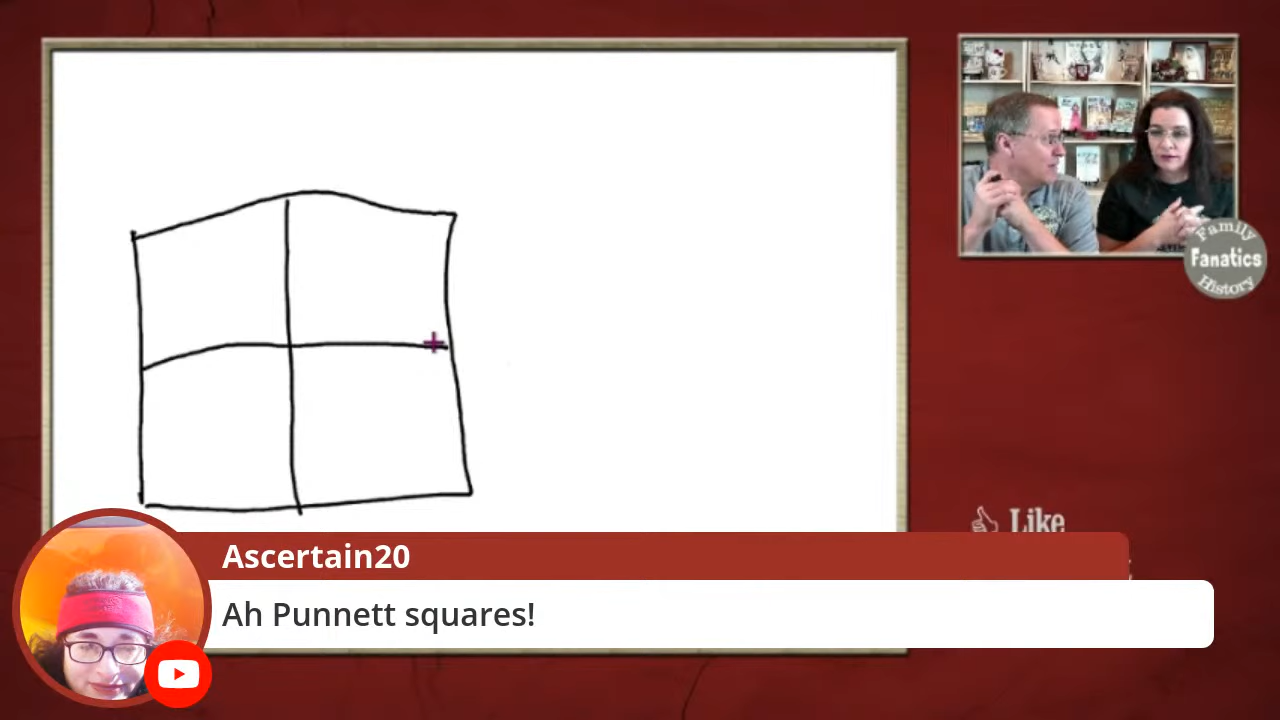 Family
Fanatics
History
Like
Ascertain20
Ah Punnett squares!